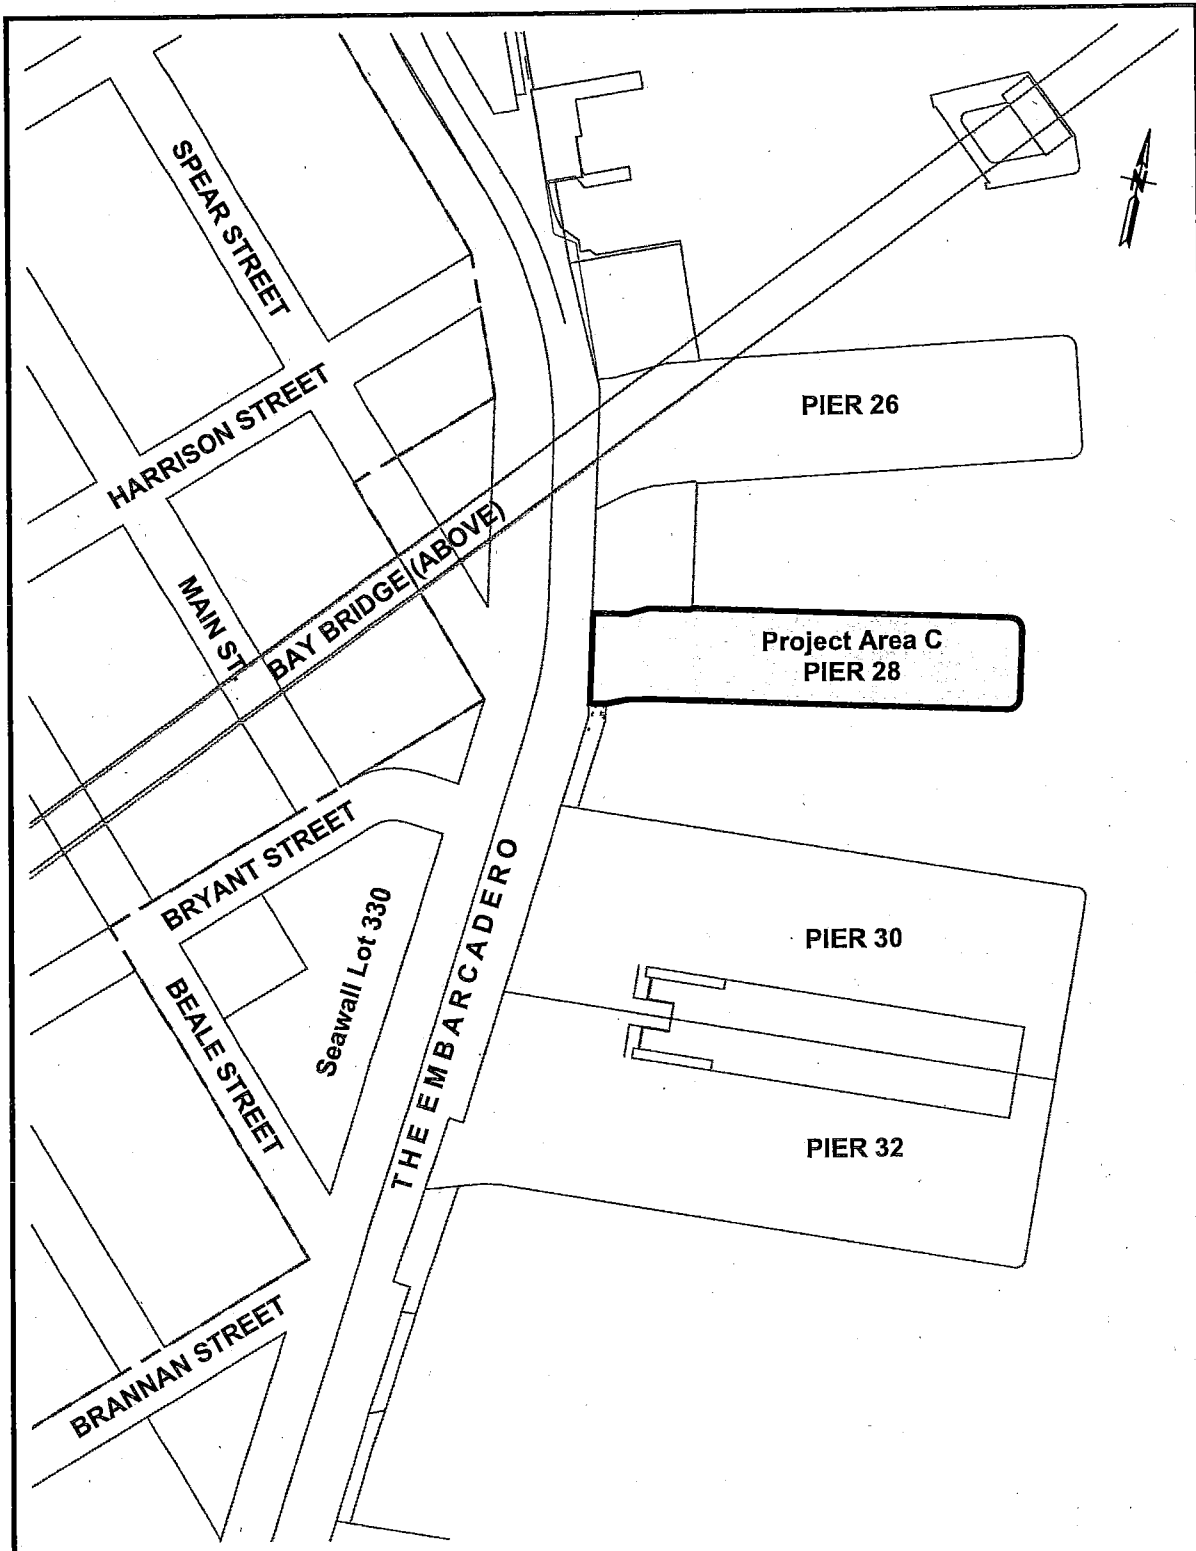 SPEAR STREET
N
HARRISON STREET
PIER 26
BAY BRIDGE (ABOVE)
MAIN ST
Project Area C
PIER 28
BRYANT STREET
THE EMBARCADERO
Seawall Lot 330
PIER 30
BEALE STREET
PIER 32
BRANNAN STREET